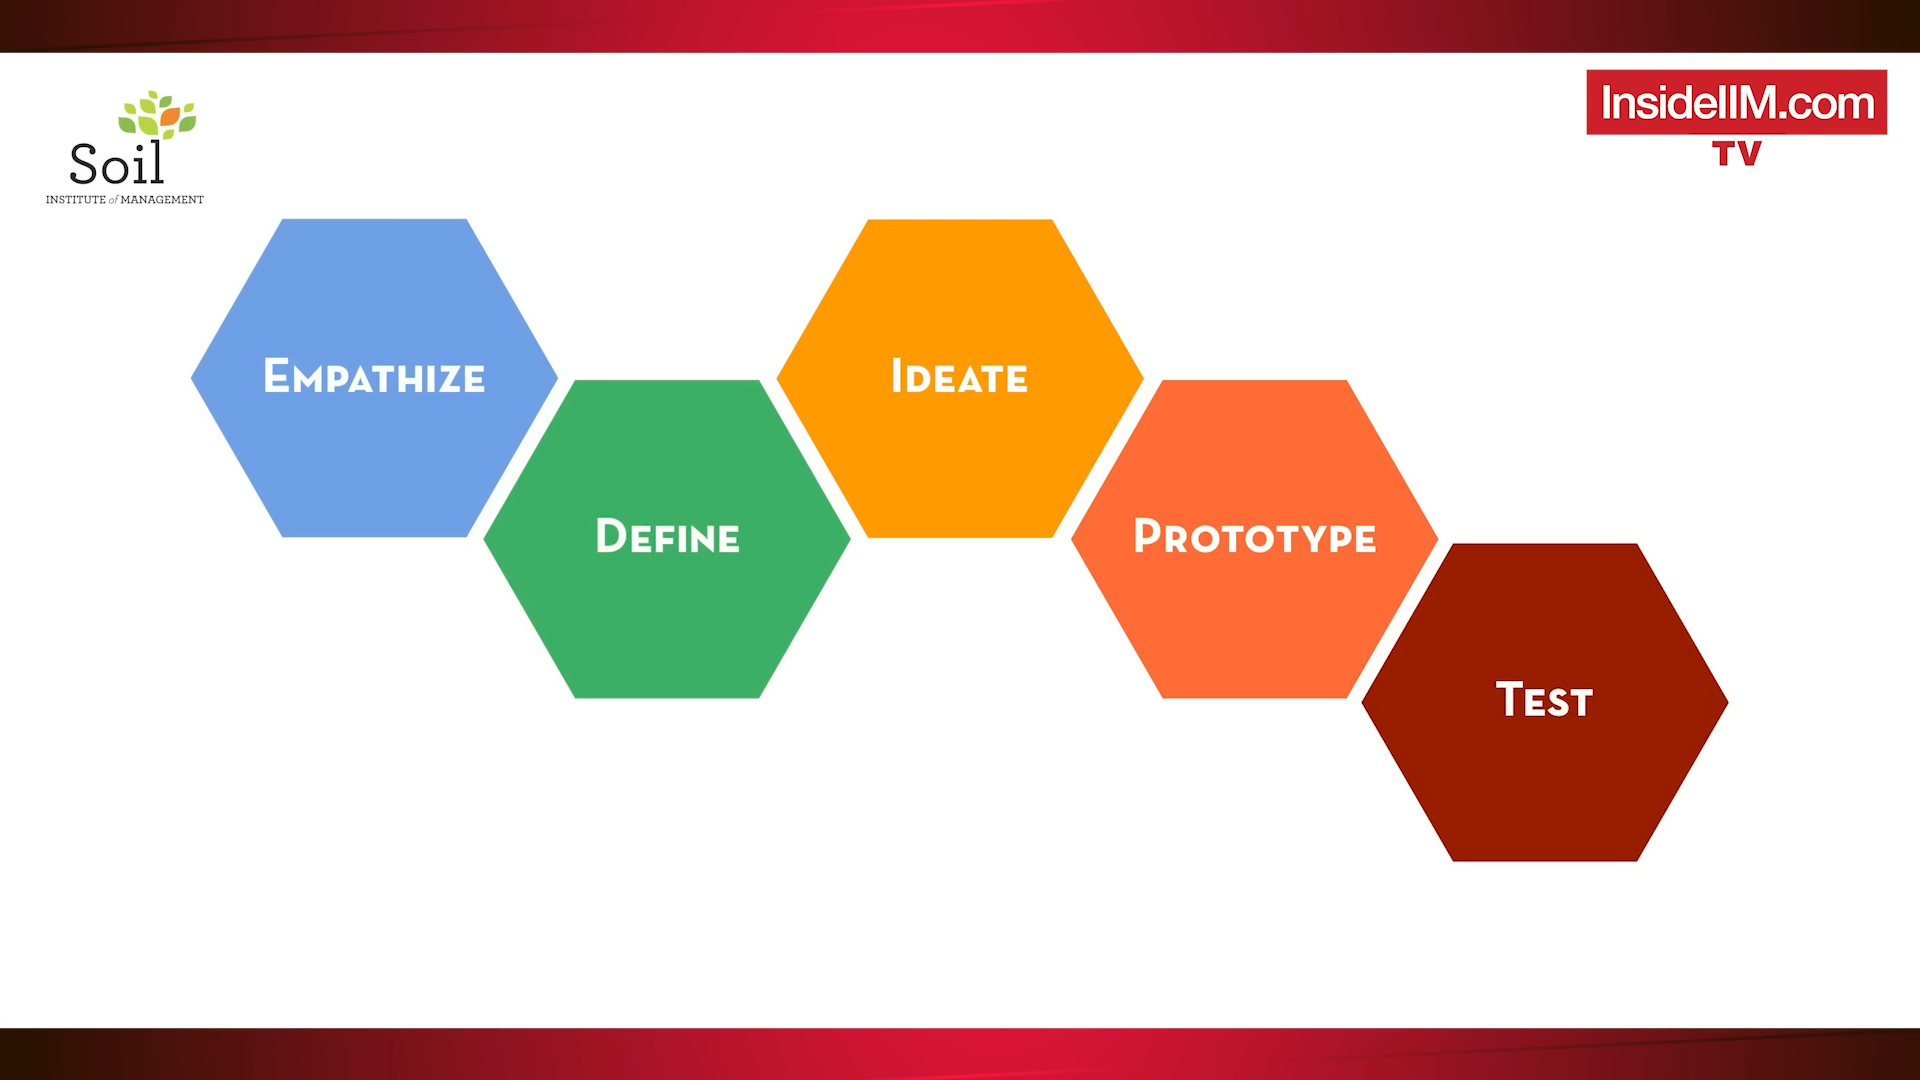 Soil
INSTITUTE of MANAGEMENT
InsideIIM.com
TV
EMPATHIZE
DEFINE
IDEATE
PROTOTYPE
TEST